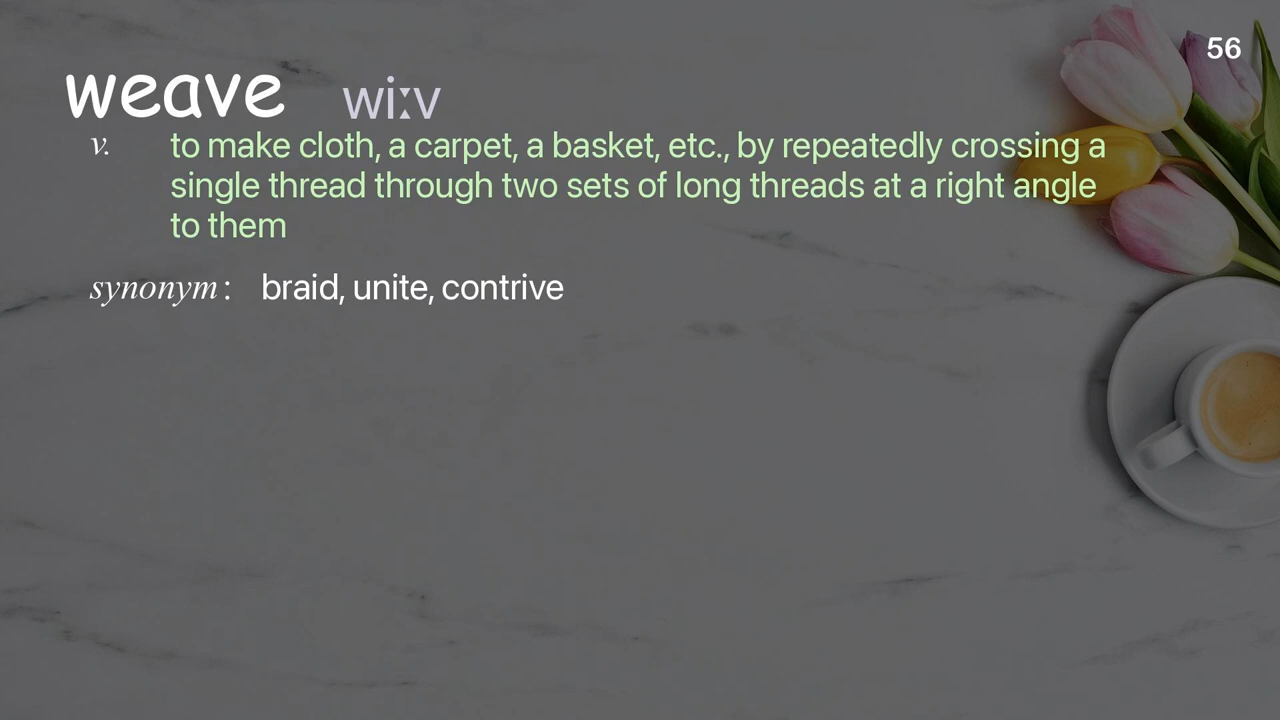 56
weave wiːv
v. to make cloth, a carpet, a basket, etc., by repeatedly crossing a
single thread through two sets of long threads at a right angle
to them
synonym : braid, unite, contrive